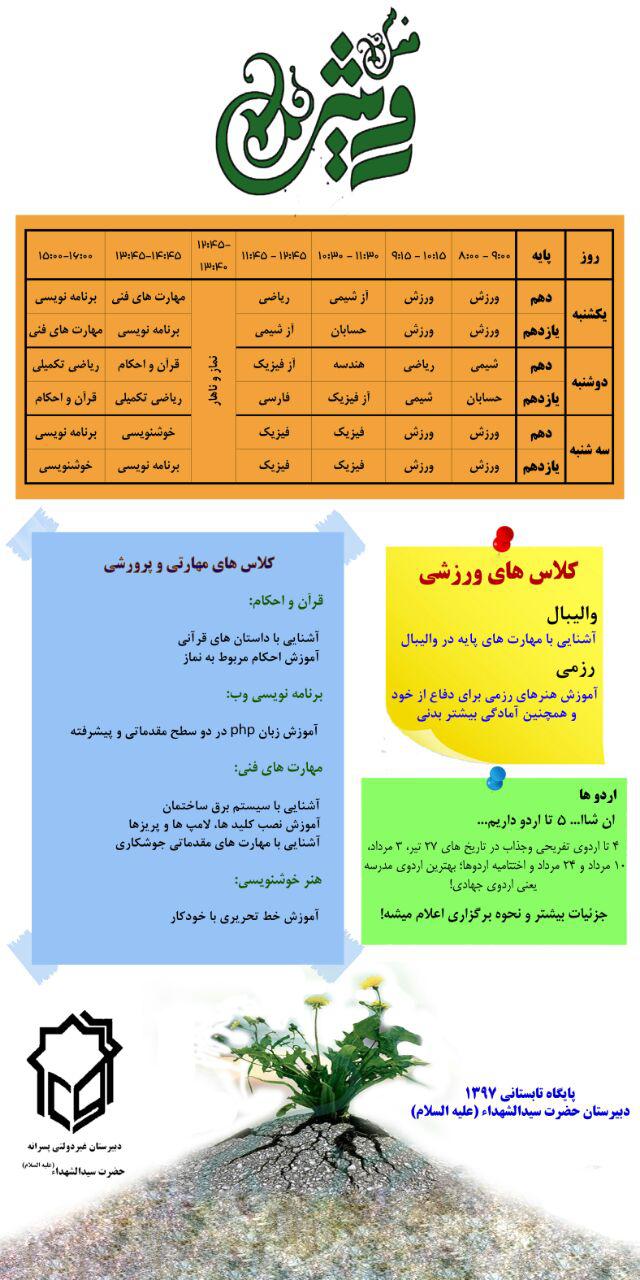 روز پایه ۸:۰۰ - ۹:۰۰ ۹:۱۵ - ۱۰:۱۵ ۱۰:۳۰ - ۱۱:۳۰ ۱۱:۴۵ - ۱۲:۴۵ ۱۲:۴۵-۱۳:۴۰ ۱۳:۴۵-۱۴:۴۵ ۱۵:۰۰-۱۶:۰۰
یکشنبه دهم ورزش ورزش آز شیمی ریاضی نماز و ناهار مهارت های فنی برنامه نویسی
یازدهم ورزش ورزش حسابان آز شیمی برنامه نویسی مهارت های فنی
دوشنبه دهم شیمی ریاضی هندسه آز فیزیک قرآن و احکام ریاضی تکمیلی
یازدهم حسابان شیمی آز فیزیک فارسی ریاضی تکمیلی قرآن و احکام
سه شنبه دهم ورزش ورزش فیزیک فیزیک خوشنویسی برنامه نویسی
یازدهم ورزش ورزش فیزیک فیزیک برنامه نویسی خوشنویسی
کلاس های ورزشی
والیبال
آشنایی با مهارت های پایه در والیبال
رزمی
آموزش هنرهای رزمی برای دفاع از خود
و همچنین آمادگی بیشتر بدنی
اردو ها
ان شاا... ۵ تا اردو داریم...
۴ تا اردوی تفریحی وجذاب در تاریخ های ۲۷ تیر، ۳ مرداد،
۱۰ مرداد و ۲۴ مرداد و اختتامیه اردوها؛ بهترین اردوی مدرسه
یعنی اردوی جهادی!
جزئیات بیشتر و نحوه برگزاری اعلام میشه!
کلاس های مهارتی و پرورشی
قرآن و احکام:
آشنایی با داستان های قرآنی
آموزش احکام مربوط به نماز
برنامه نویسی وب:
آموزش زبان php در دو سطح مقدماتی و پیشرفته
مهارت های فنی:
آشنایی با سیستم برق ساختمان
آموزش نصب کلید ها، لامپ ها و پریزها
آشنایی با مهارت های مقدماتی جوشکاری
هنر خوشنویسی:
آموزش خط تحریری با خودکار
پایگاه تابستانی ۱۳۹۷
دبیرستان حضرت سیدالشهداء (علیه السلام)
دبیرستان غیردولتی پسرانه
حضرت سیدالشهداء (علیه السلام)